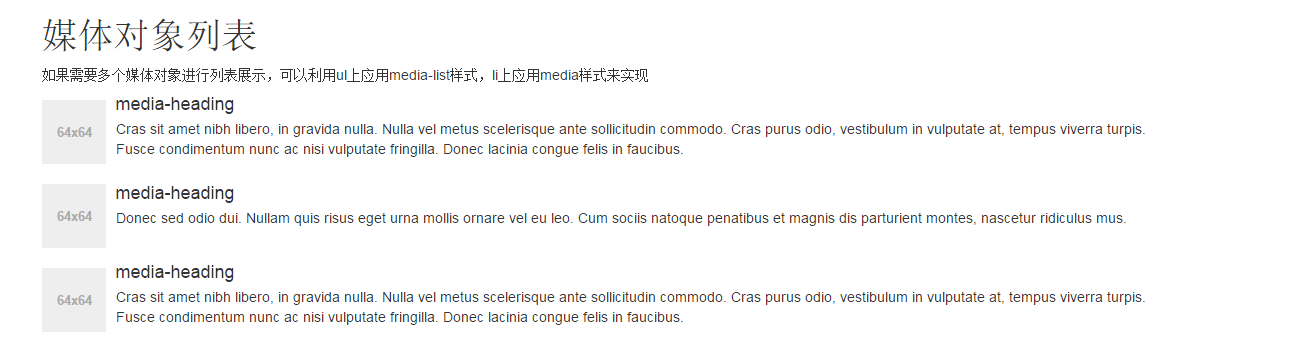 媒体对象列表
如果需要多个媒体对象进行列表展示，可以利用ul上应用media-list样式，li上应用media样式来实现
64x64
media-heading
Cras sit amet nibh libero, in gravida nulla. Nulla vel metus scelerisque ante sollicitudin commodo. Cras purus odio, vestibulum in vulputate at, tempus viverra turpis.
Fusce condimentum nunc ac nisi vulputate fringilla. Donec lacinia congue felis in faucibus.
64x64
media-heading
Donec sed odio dui. Nullam quis risus eget urna mollis ornare vel eu leo. Cum sociis natoque penatibus et magnis dis parturient montes, nascetur ridiculus mus.
64x64
media-heading
Cras sit amet nibh libero, in gravida nulla. Nulla vel metus scelerisque ante sollicitudin commodo. Cras purus odio, vestibulum in vulputate at, tempus viverra turpis.
Fusce condimentum nunc ac nisi vulputate fringilla. Donec lacinia congue felis in faucibus.